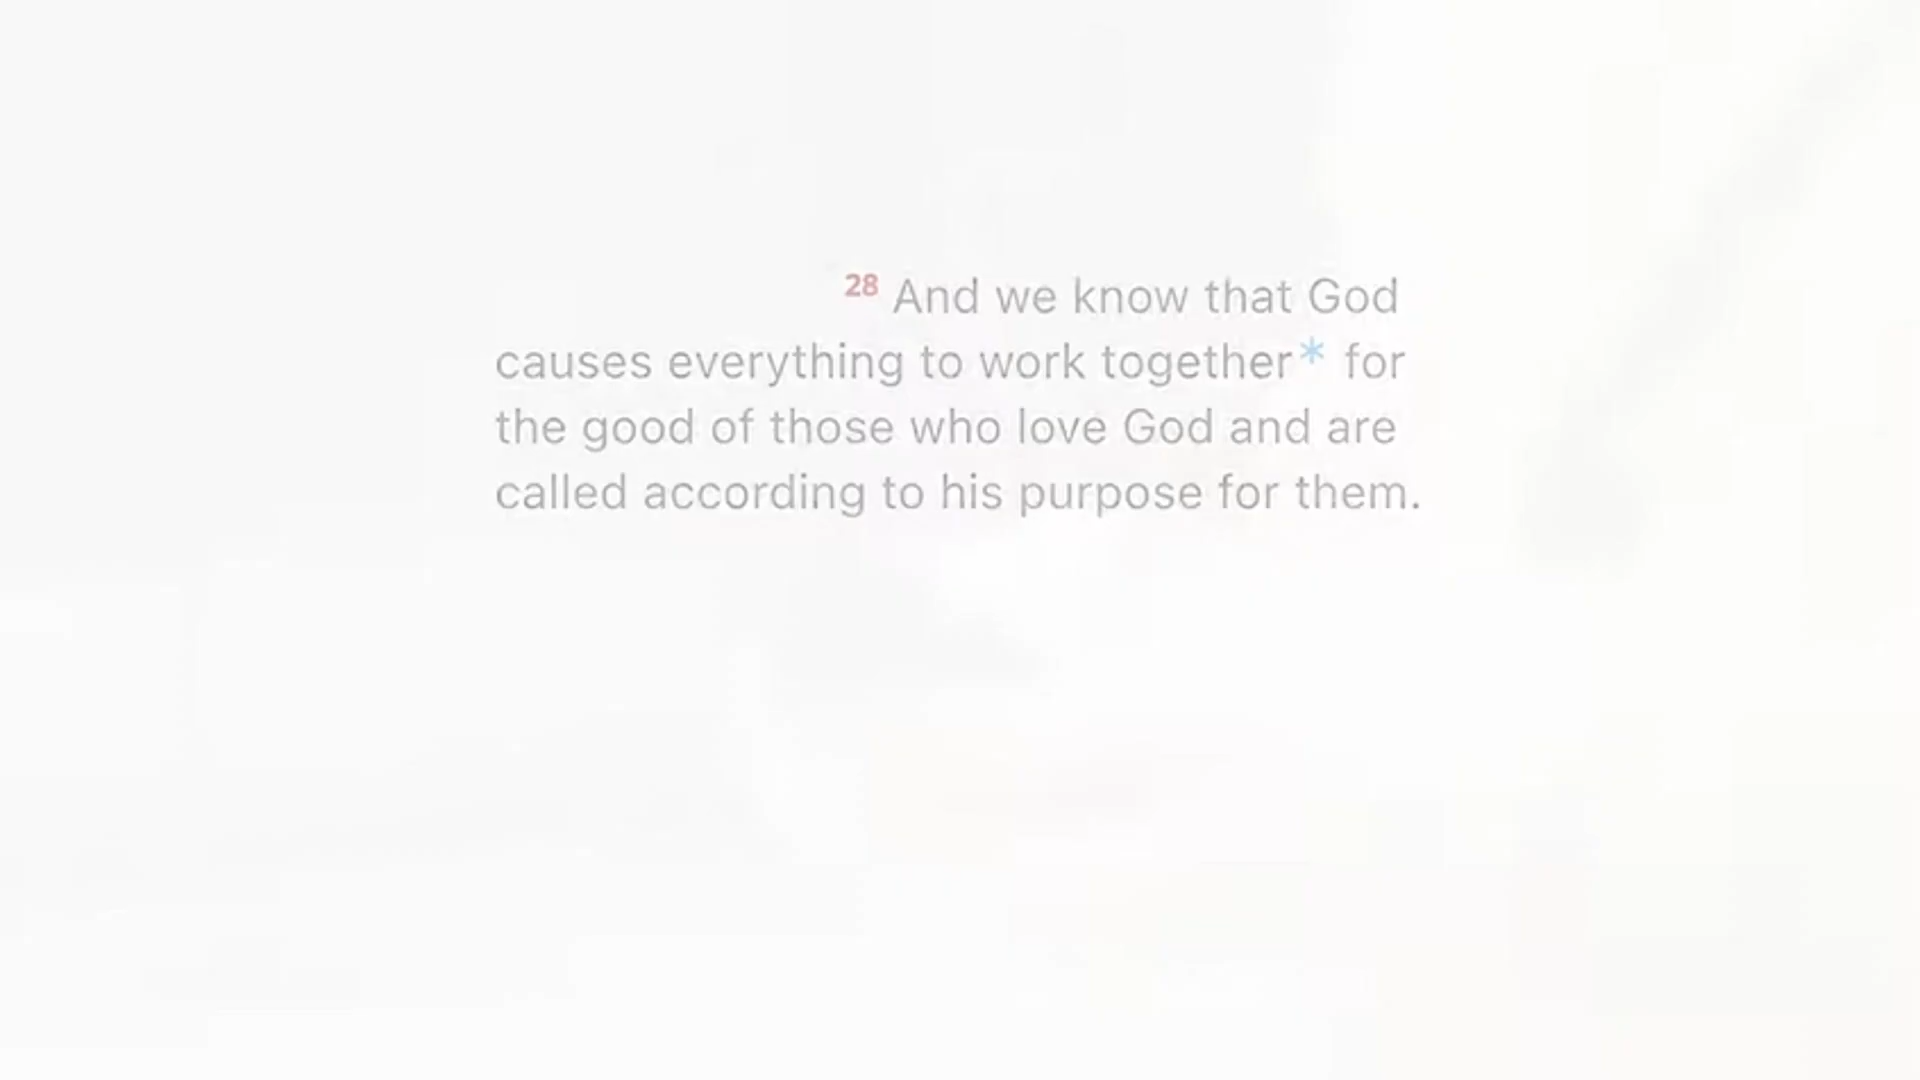 28 And we know that God
causes everything to work together* for
the good of those who love God and are
called according to his purpose for them.